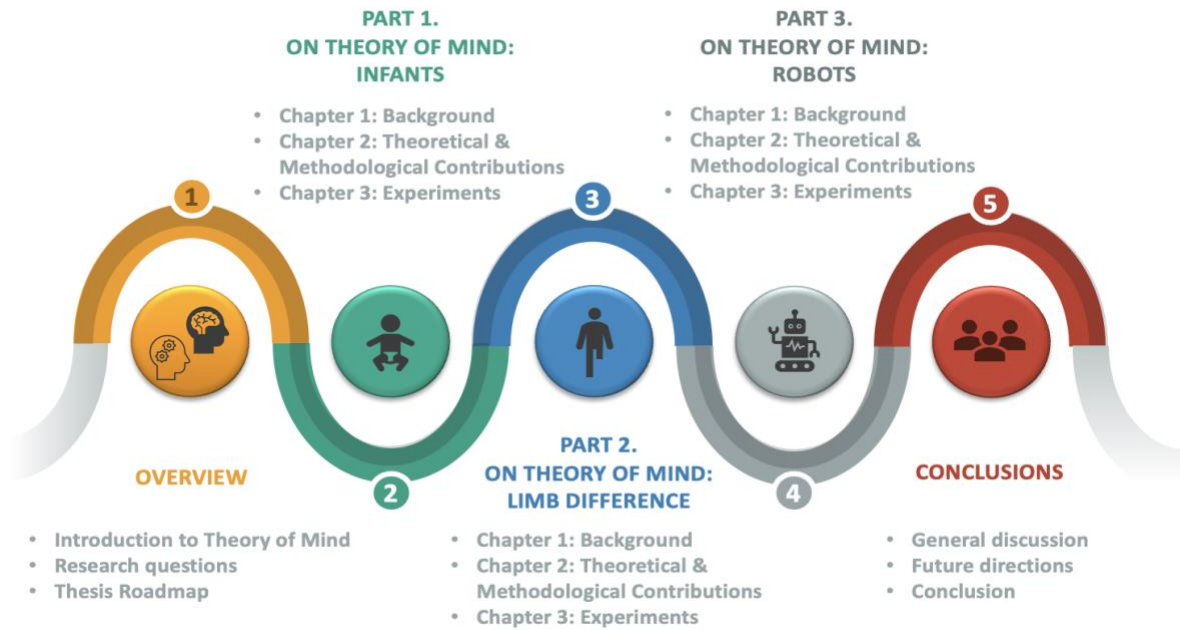 PART 1.
ON THEORY OF MIND:
INFANTS
• Chapter 1: Background
• Chapter 2: Theoretical &
Methodological Contributions
• Chapter 3: Experiments
PART 3.
ON THEORY OF MIND:
ROBOTS
• Chapter 1: Background
• Chapter 2: Theoretical &
Methodological Contributions
• Chapter 3: Experiments
1
3
5
2
4
OVERVIEW
• Introduction to Theory of Mind
• Research questions
• Thesis Roadmap
PART 2.
ON THEORY OF MIND:
LIMB DIFFERENCE
• Chapter 1: Background
• Chapter 2: Theoretical &
Methodological Contributions
• Chapter 3: Experiments
CONCLUSIONS
• General discussion
• Future directions
• Conclusion